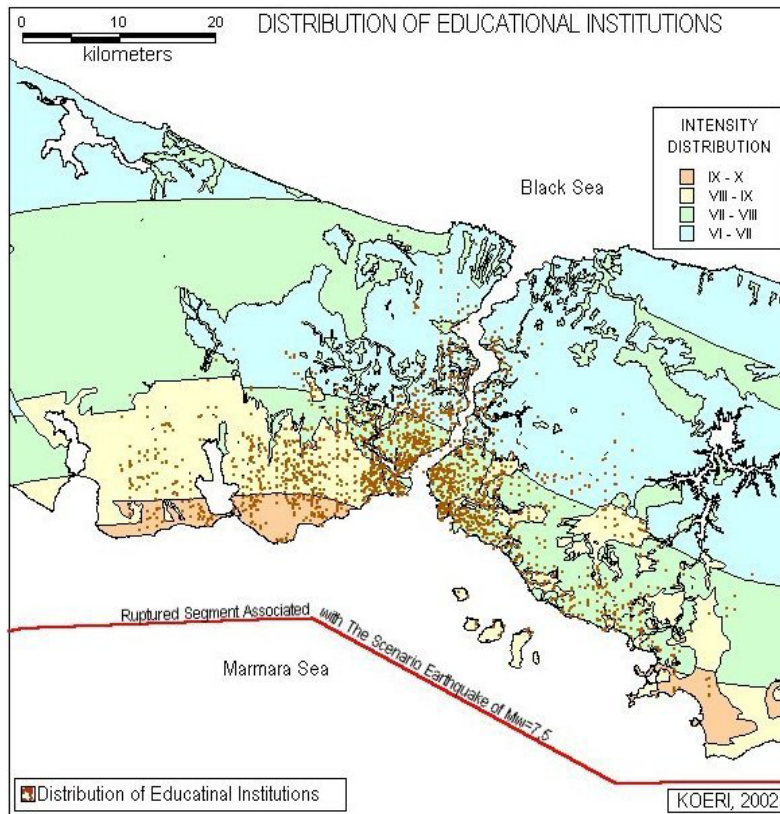 0 10 20
kilometers
DISTRIBUTION OF EDUCATIONAL INSTITUTIONS
INTENSITY
DISTRIBUTION
IX - X
VIII - IX
VII - VIII
VI - VII
Black Sea
Ruptured Segment Associated with The Scenario Earthquake of Mw=7,5
Marmara Sea
Distribution of Educatinal Institutions
KOERI, 2002